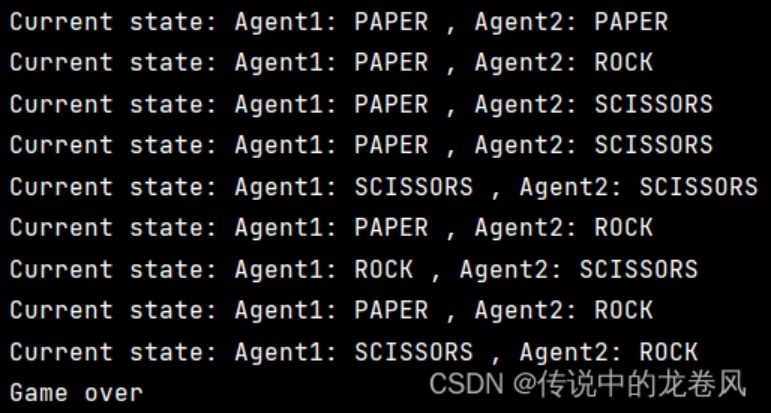 Current state: Agent1: PAPER , Agent2: PAPER
Current state: Agent1: PAPER , Agent2: ROCK
Current state: Agent1: PAPER , Agent2: SCISSORS
Current state: Agent1: PAPER , Agent2: SCISSORS
Current state: Agent1: SCISSORS , Agent2: SCISSORS
Current state: Agent1: PAPER , Agent2: ROCK
Current state: Agent1: ROCK , Agent2: SCISSORS
Current state: Agent1: PAPER , Agent2: ROCK
Current state: Agent1: SCISSORS , Agent2: ROCK
Game over
CSDN @传说中的龙卷风